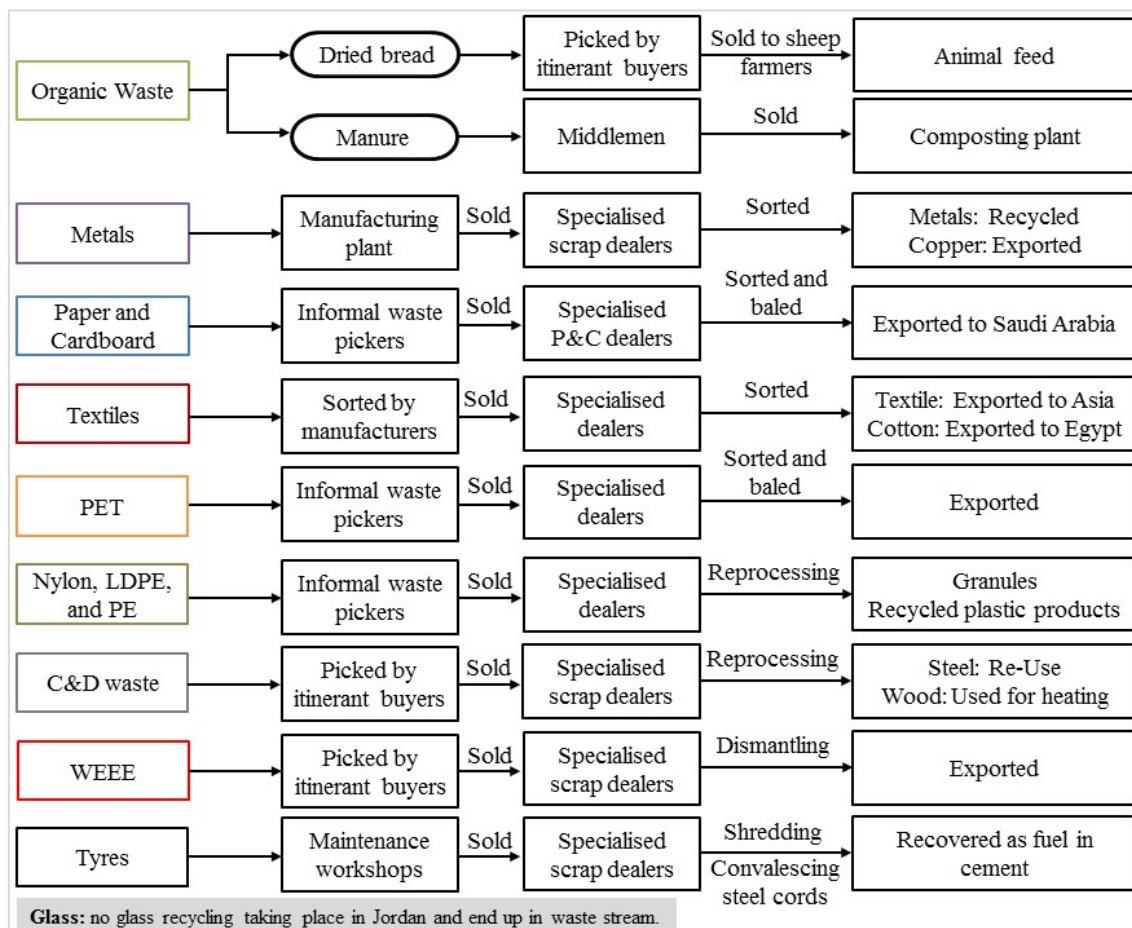 Organic Waste
Dried bread
Picked by
itinerant buyers
Sold to sheep
farmers
Animal feed
Manure
Middlemen
Sold
Composting plant
Metals
Manufacturing
plant
Sold
Specialised
scrap dealers
Sorted
Metals: Recycled
Copper: Exported
Paper and
Cardboard
Informal waste
pickers
Sold
Specialised
P&C dealers
Sorted and
baled
Exported to Saudi Arabia
Textiles
Sorted by
manufacturers
Sold
Specialised
dealers
Sorted
Textile: Exported to Asia
Cotton: Exported to Egypt
PET
Informal waste
pickers
Sold
Specialised
dealers
Sorted and
baled
Exported
Nylon, LDPE,
and PE
Informal waste
pickers
Sold
Specialised
dealers
Reprocessing
Granules
Recycled plastic products
C&D waste
Picked by
itinerant buyers
Sold
Specialised
scrap dealers
Reprocessing
Steel: Re-Use
Wood: Used for heating
WEEE
Picked by
itinerant buyers
Sold
Specialised
scrap dealers
Dismantling
Exported
Tyres
Maintenance
workshops
Sold
Specialised
scrap dealers
Shredding
Convalescing
steel cords
Recovered as fuel in
cement
Glass: no glass recycling taking place in Jordan and end up in waste stream.